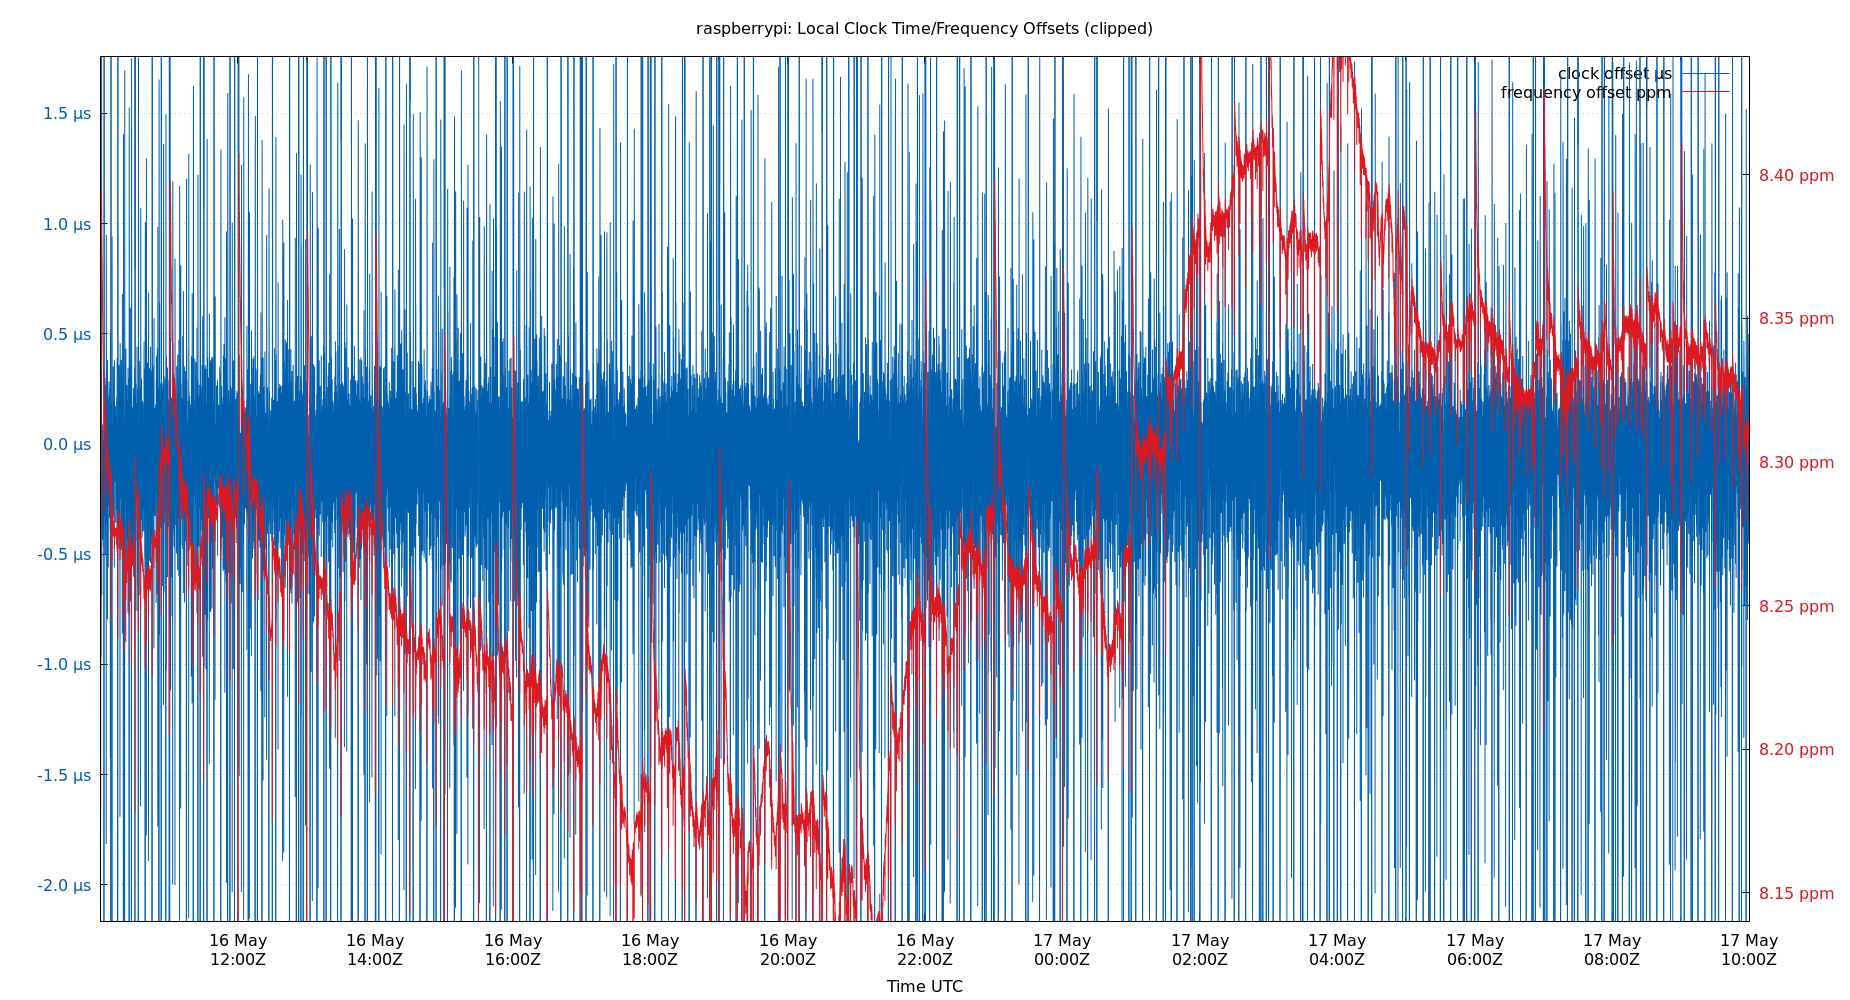 raspberrypi: Local Clock Time/Frequency Offsets (clipped)
clock offset µs
frequency offset ppm
1.5 µs
1.0 µs
0.5 µs
0.0 µs
-0.5 µs
-1.0 µs
-1.5 µs
-2.0 µs
8.40 ppm
8.35 ppm
8.30 ppm
8.25 ppm
8.20 ppm
8.15 ppm
16 May 16 May 16 May 16 May 16 May 16 May 17 May 17 May 17 May 17 May 17 May 17 May
12:00Z 14:00Z 16:00Z 18:00Z 20:00Z 22:00Z 00:00Z 02:00Z 04:00Z 06:00Z 08:00Z 10:00Z
Time UTC